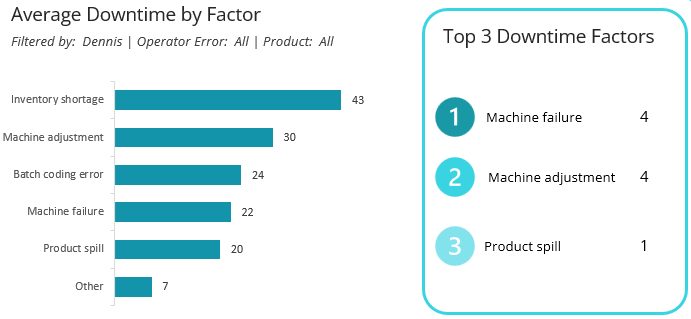 Average Downtime by Factor
Filtered by: Dennis | Operator Error: All | Product: All
Inventory shortage 43
Machine adjustment 30
Batch coding error 24
Machine failure 22
Product spill 20
Other 7
Top 3 Downtime Factors
1 Machine failure 4
2 Machine adjustment 4
3 Product spill 1